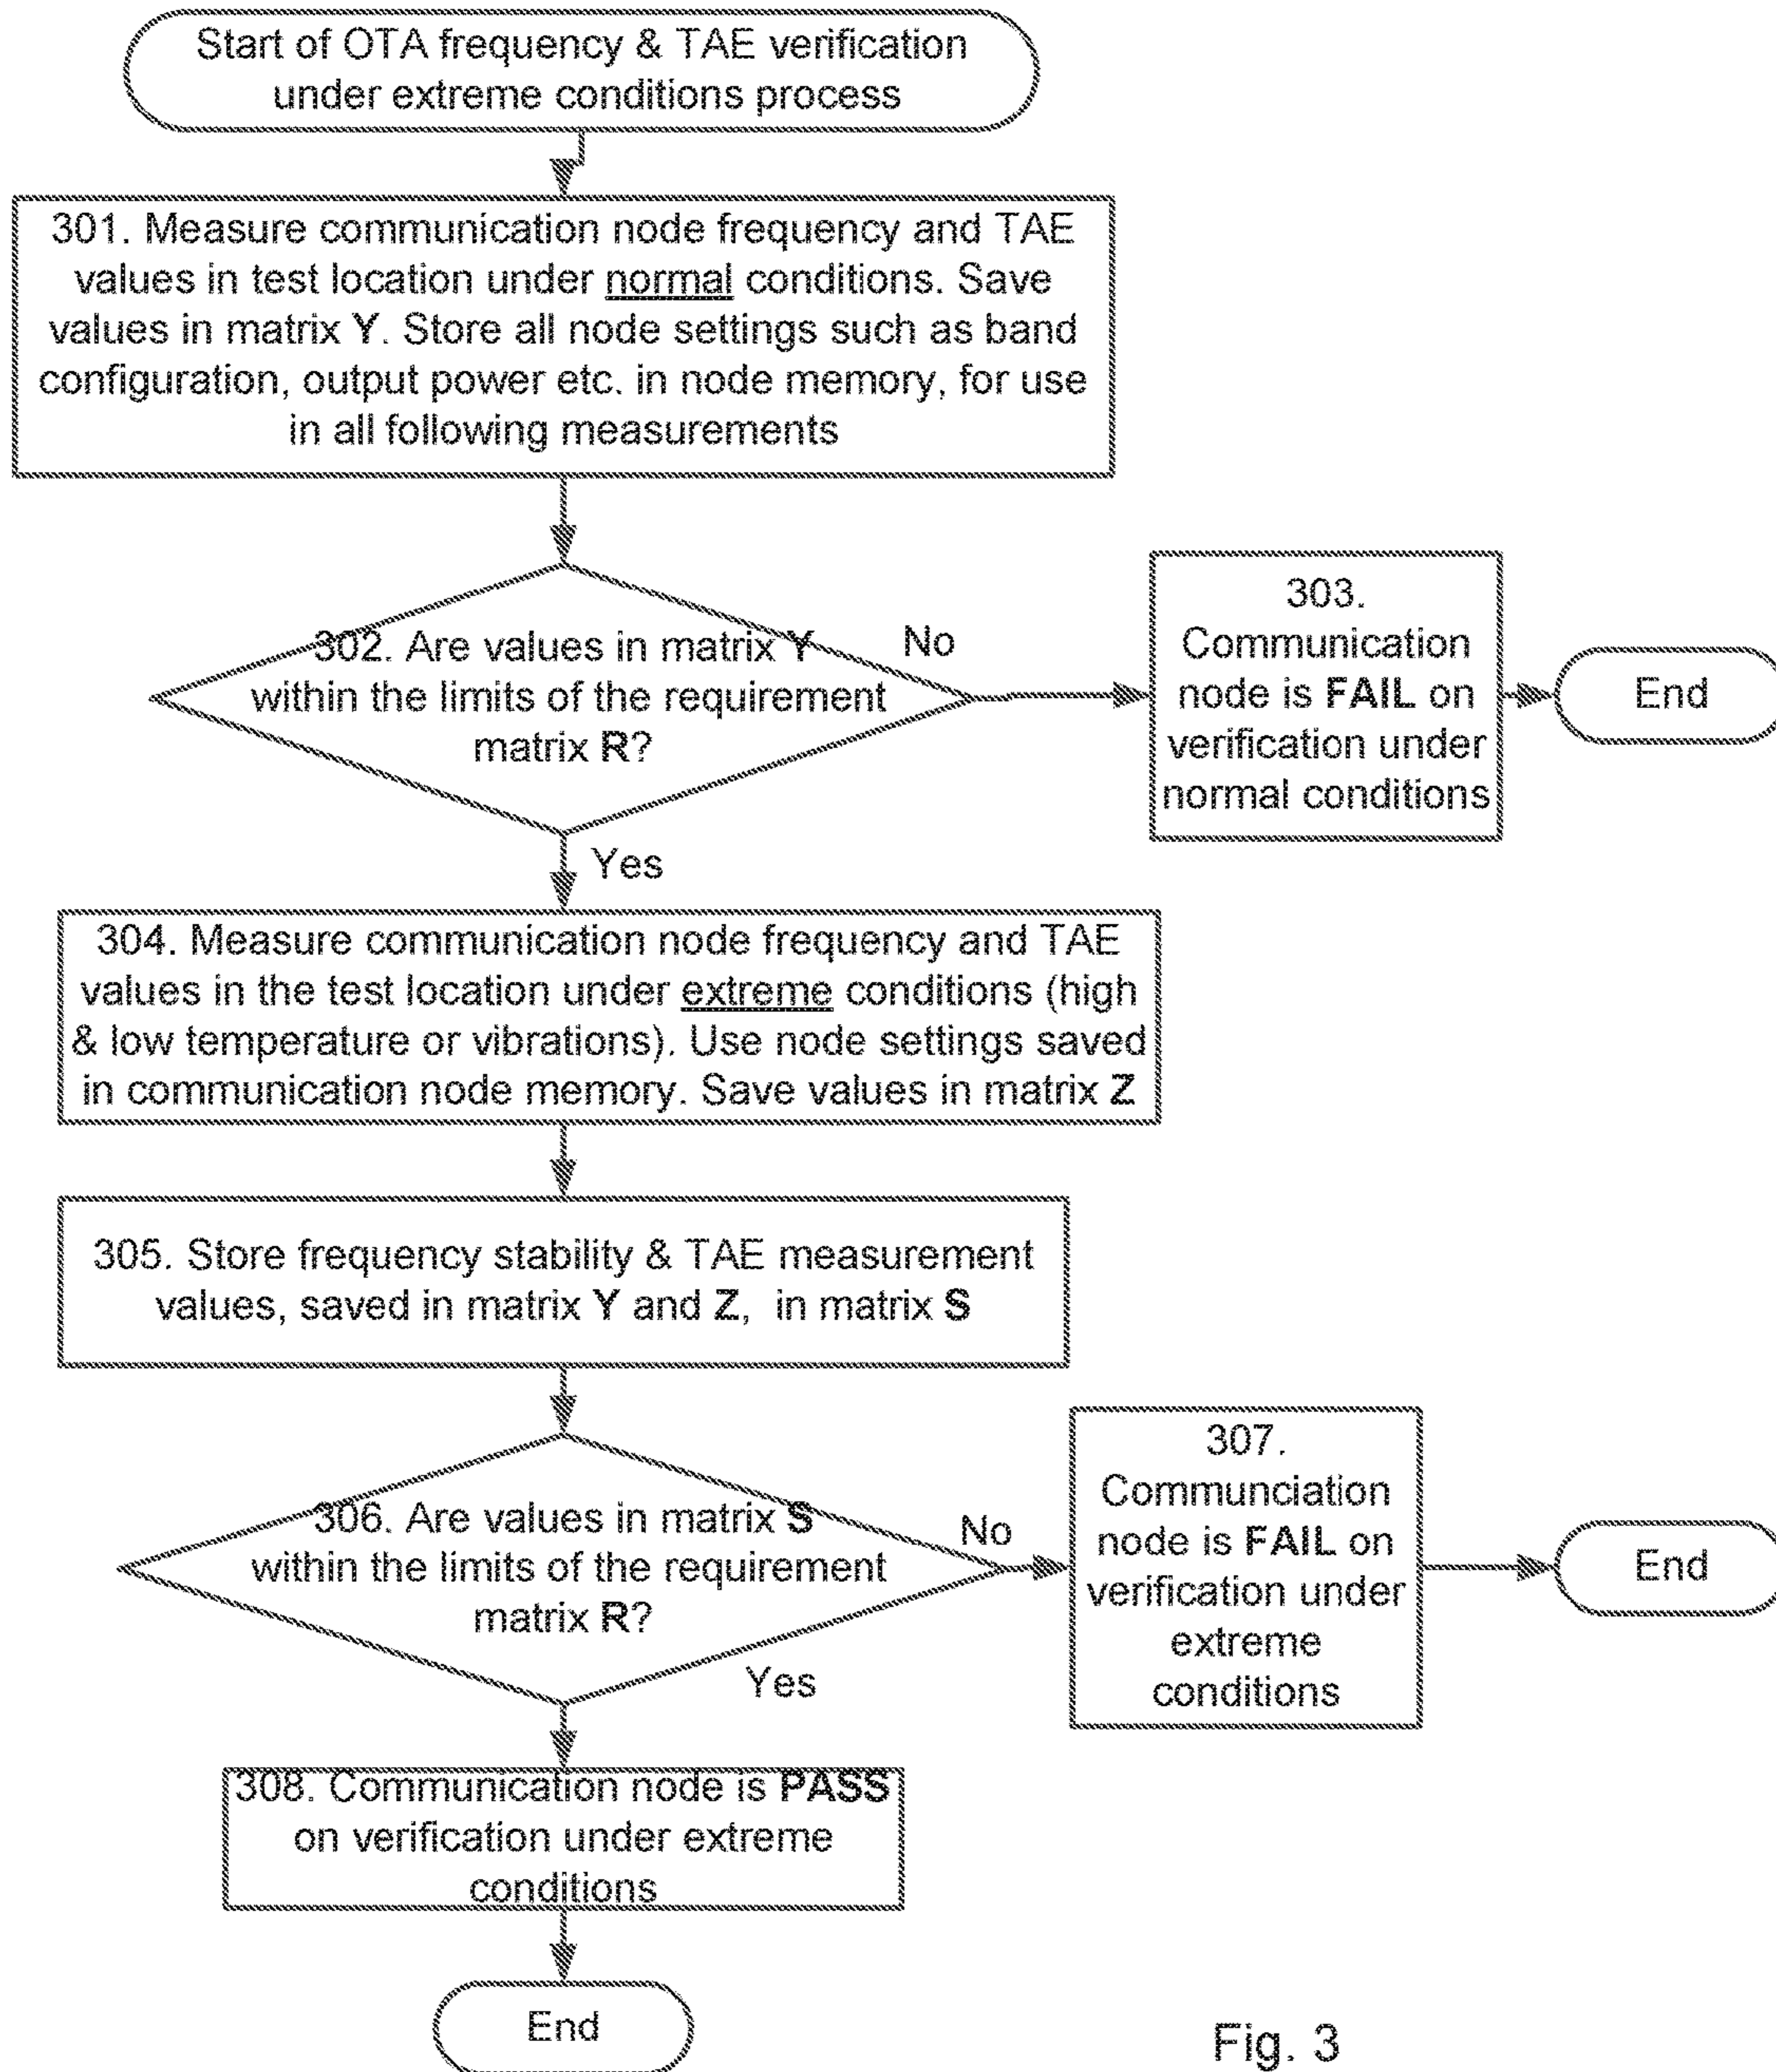 Start of OTA frequency & TAE verification
under extreme conditions process
301. Measure communication node frequency and TAE
values in test location under normal conditions. Save
values in matrix Y. Store all node settings such as band
configuration, output power etc. in node memory, for use
in all following measurements
302. Are values in matrix Y
within the limits of the requirement
matrix R?
No
303.
Communication
node is FAIL on
verification under
normal conditions
End
Yes
304. Measure communication node frequency and TAE
values in the test location under extreme conditions (high
& low temperature or vibrations). Use node settings saved
in communication node memory. Save values in matrix Z
305. Store frequency stability & TAE measurement
values, saved in matrix Y and Z, in matrix S
306. Are values in matrix S
within the limits of the requirement
matrix R?
No
307.
Communciation
node is FAIL on
verification under
extreme
conditions
End
Yes
308. Communication node is PASS
on verification under extreme
conditions
End
Fig. 3